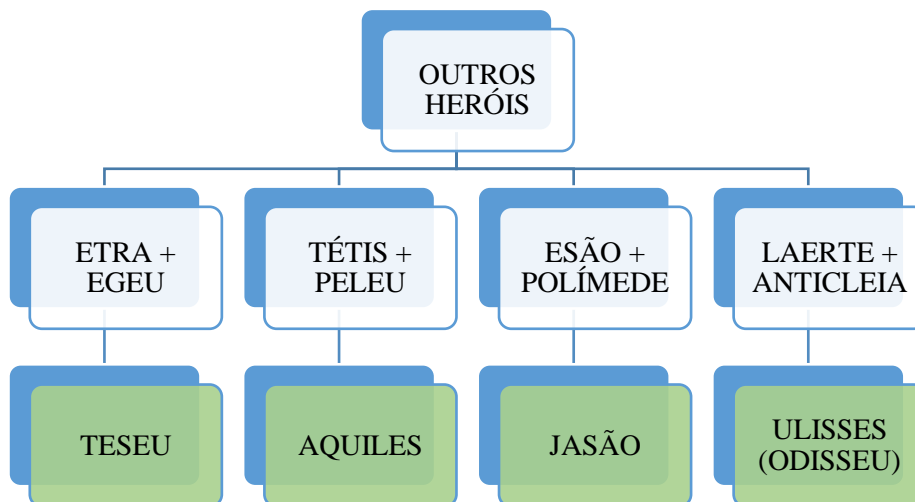 OUTROS
HERÓIS
ETRA +
EGEU
TÉTIS +
PELEU
ESÃO +
POLÍMEDE
LAERTE +
ANTICLEIA
TESEU
AQUILES
JASÃO
ULISSES
(ODISSEU)